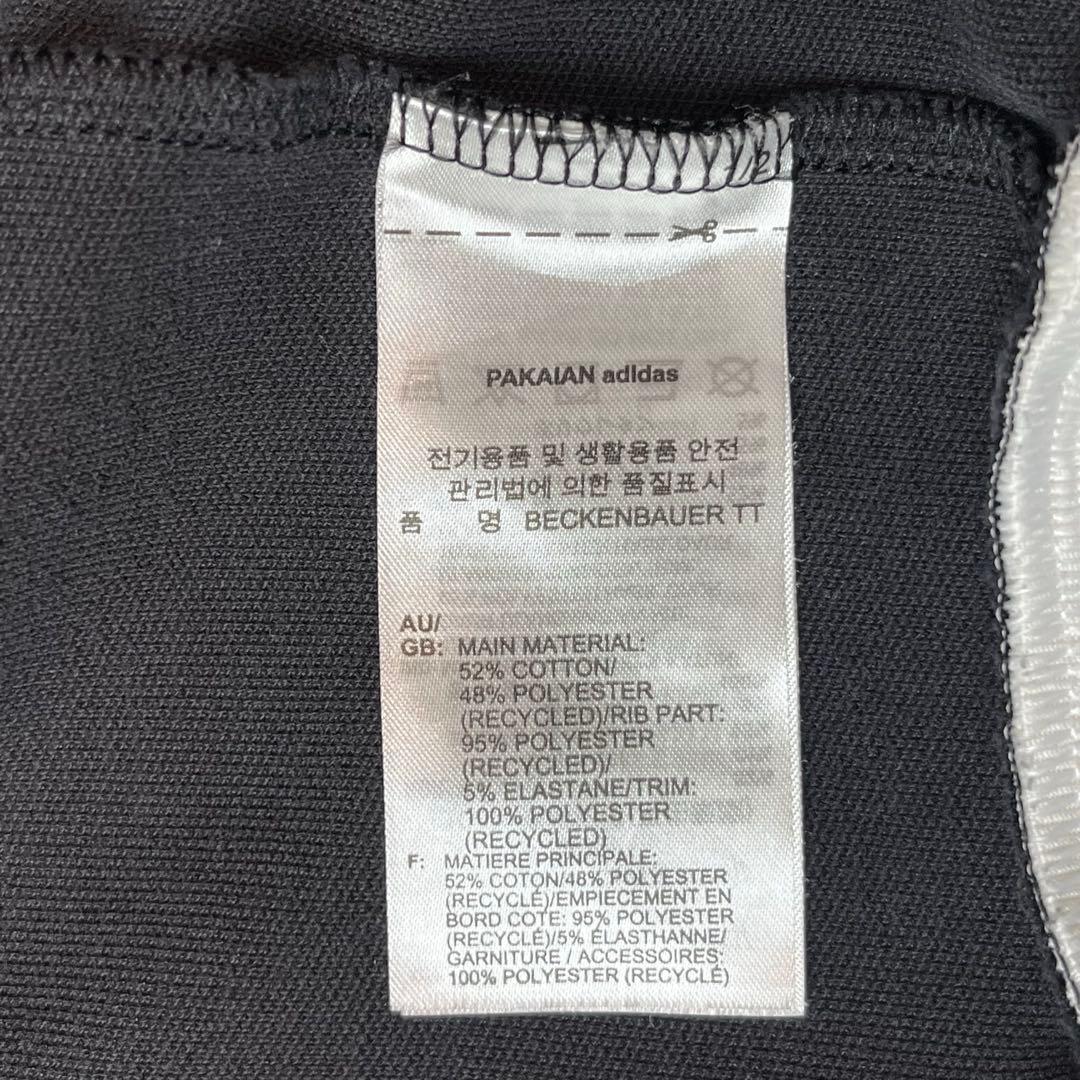 1/2
PAKAIAN adidas
전기용품 및 생활용품 안전
관리법에 의한 품질표시
품 명 BECKENBAUER TT
AU/
GB: MAIN MATERIAL:
52% COTTON/
48% POLYESTER
(RECYCLED)/RIB PART:
95% POLYESTER
(RECYCLED)/
5% ELASTANE/TRIM:
100% POLYESTER
(RECYCLED)
F: MATIERE PRINCIPALE:
52% COTON/48% POLYESTER
(RECYCLÉ)/EMPIECEMENT EN
BORD COTE: 95% POLYESTER
(RECYCLÉ)/5% ÉLASTHANNE/
GARNITURE / ACCESSOIRES:
100% POLYESTER (RECYCLÉ)